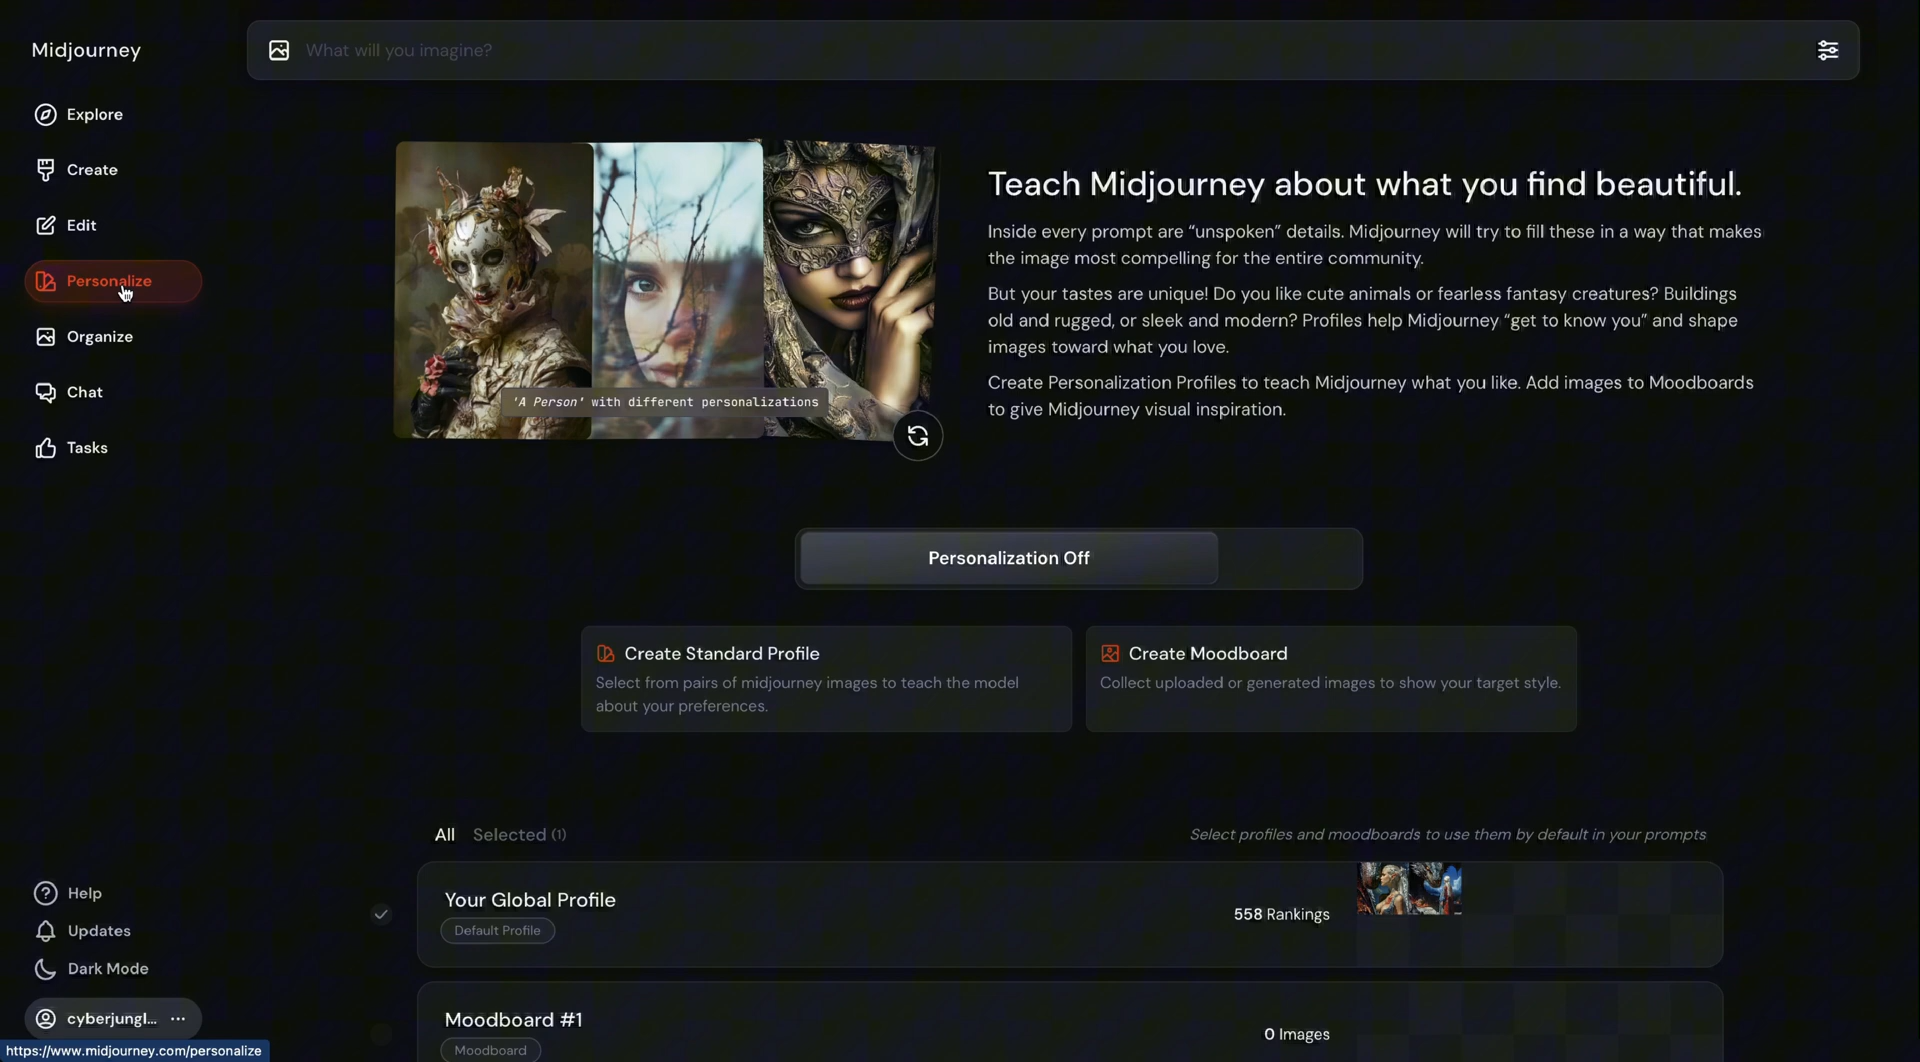 Midjourney
What will you imagine?
Explore
Create
Edit
Personalize
Organize
Chat
Tasks
'A Person' with different personalizations
Teach Midjourney about what you find beautiful.
Inside every prompt are “unspoken” details. Midjourney will try to fill these in a way that makes
the image most compelling for the entire community.
But your tastes are unique! Do you like cute animals or fearless fantasy creatures? Buildings
old and rugged, or sleek and modern? Profiles help Midjourney “get to know you” and shape
images toward what you love.
Create Personalization Profiles to teach Midjourney what you like. Add images to Moodboards
to give Midjourney visual inspiration.
Personalization Off
Create Standard Profile
Select from pairs of midjourney images to teach the model
about your preferences.
Create Moodboard
Collect uploaded or generated images to show your target style.
All Selected (1)
Select profiles and moodboards to use them by default in your prompts
Your Global Profile
Default Profile
558 Rankings
Moodboard #1
Moodboard
0 Images
Help
Updates
Dark Mode
cyberjungl... ···
https://www.midjourney.com/personalize